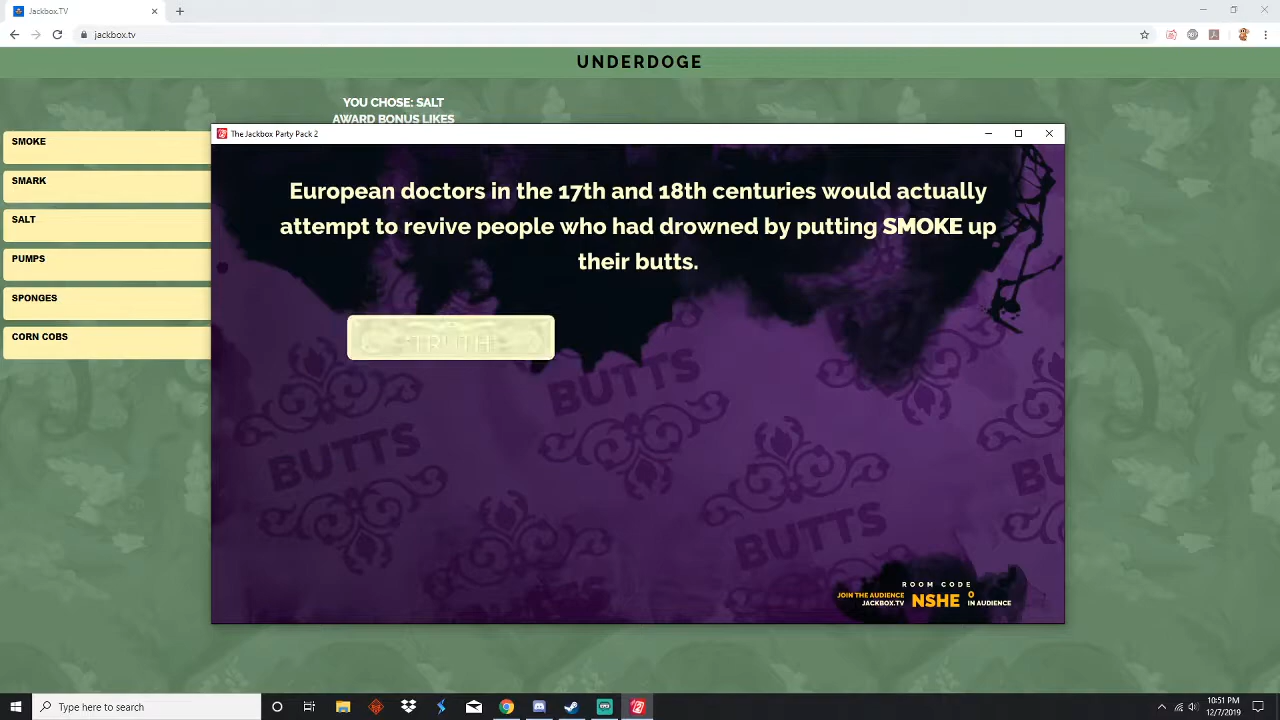 Jackbox.TV
jackbox.tv
UNDERDOGE
YOU CHOSE: SALT
AWARD BONUS LIKES
SMOKE
SMARK
SALT
PUMPS
SPONGES
CORN COBS
The Jackbox Party Pack 2
European doctors in the 17th and 18th centuries would actually
attempt to revive people who had drowned by putting SMOKE up
their butts.
TRUTH
BUTTS
BUTTS
BUTTS
BU
ROOM CODE
JOIN THE AUDIENCE
JACKBOX.TV
NSHE
0
IN AUDIENCE
Type here to search
10:51 PM
12/7/2019